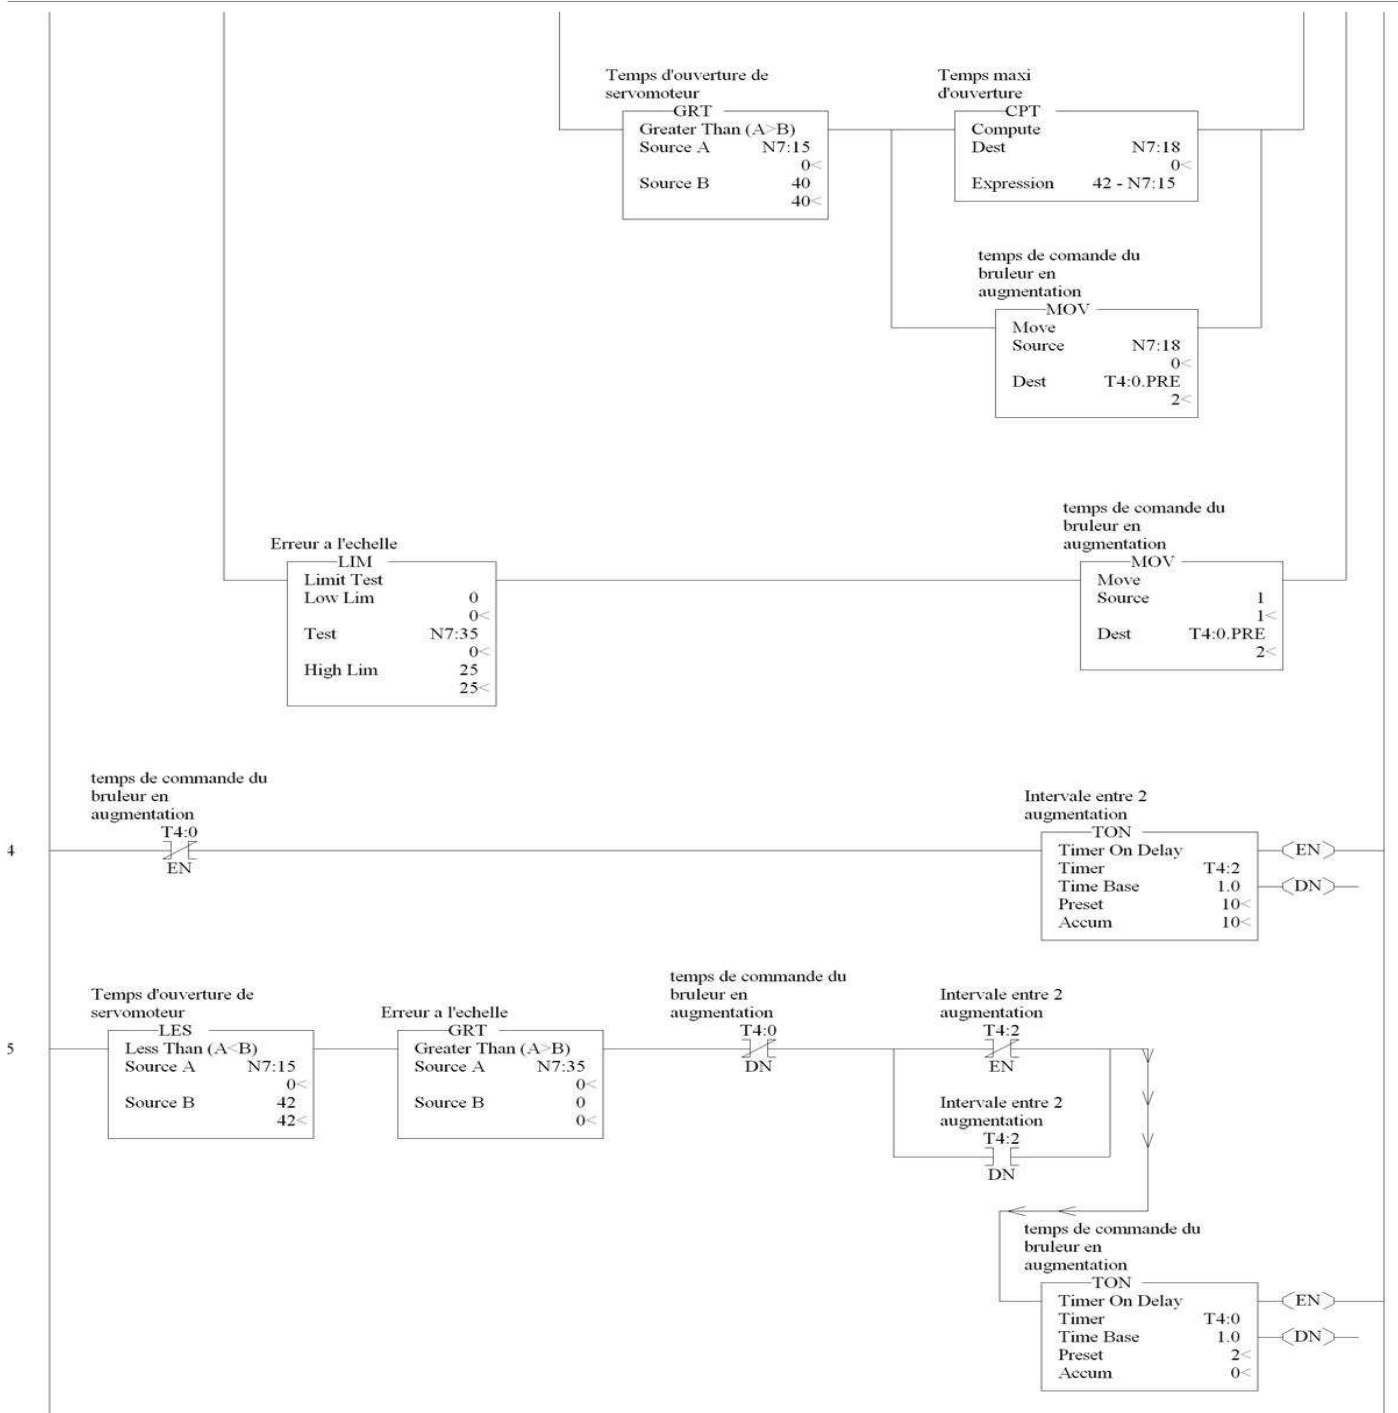 Temps d'ouverture de
servomoteur
GRT
Greater Than (A>B)
Source A N7:15
0<
Source B 40
40<
Temps maxi
d'ouverture
CPT
Compute
Dest N7:18
0<
Expression 42 - N7:15
temps de comande du
bruleur en
augmentation
MOV
Move
Source N7:18
0<
Dest T4:0.PRE
2<
Erreur a l'echelle
LIM
Limit Test
Low Lim 0
0<
Test N7:35
0<
High Lim 25
25<
temps de comande du
bruleur en
augmentation
MOV
Move
Source 1
1<
Dest T4:0.PRE
2<
4
temps de commande du
bruleur en
augmentation
T4:0
EN
Intervale entre 2
augmentation
TON
Timer On Delay
Timer T4:2
Time Base 1.0
Preset 10<
Accum 10<
EN
DN
5
Temps d'ouverture de
servomoteur
LES
Less Than (A<B)
Source A N7:15
0<
Source B 42
42<
Erreur a l'echelle
GRT
Greater Than (A>B)
Source A N7:35
0<
Source B 0
0<
temps de commande du
bruleur en
augmentation
T4:0
DN
Intervale entre 2
augmentation
T4:2
EN
Intervale entre 2
augmentation
T4:2
DN
temps de commande du
bruleur en
augmentation
TON
Timer On Delay
Timer T4:0
Time Base 1.0
Preset 2<
Accum 0<
EN
DN